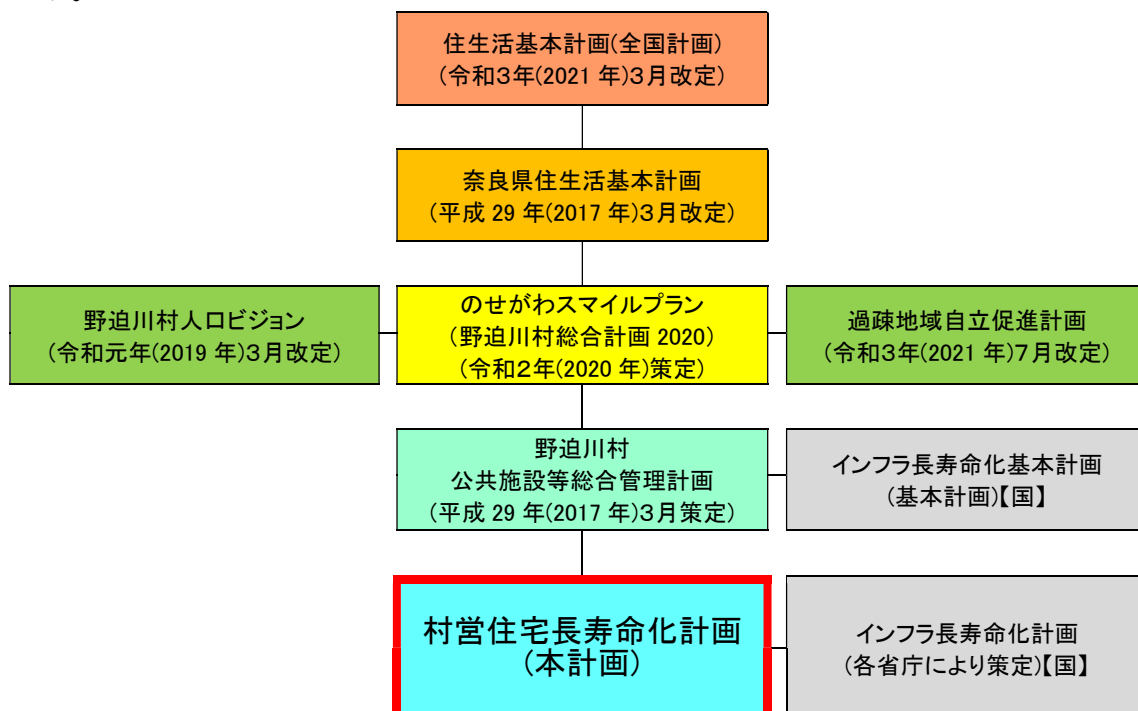 住生活基本計画(全国計画)
(令和3年(2021 年)3月改定)
奈良県住生活基本計画
(平成 29 年(2017 年)3月改定)
野迫川村人口ビジョン
(令和元年(2019 年)3月改定)
のせがわスマイルプラン
(野迫川村総合計画 2020)
(令和2年(2020 年)策定)
過疎地域自立促進計画
(令和3年(2021 年)7月改定)
野迫川村
公共施設等総合管理計画
(平成 29 年(2017 年)3月策定)
インフラ長寿命化基本計画
(基本計画)【国】
村営住宅長寿命化計画
(本計画)
インフラ長寿命化計画
(各省庁により策定)【国】